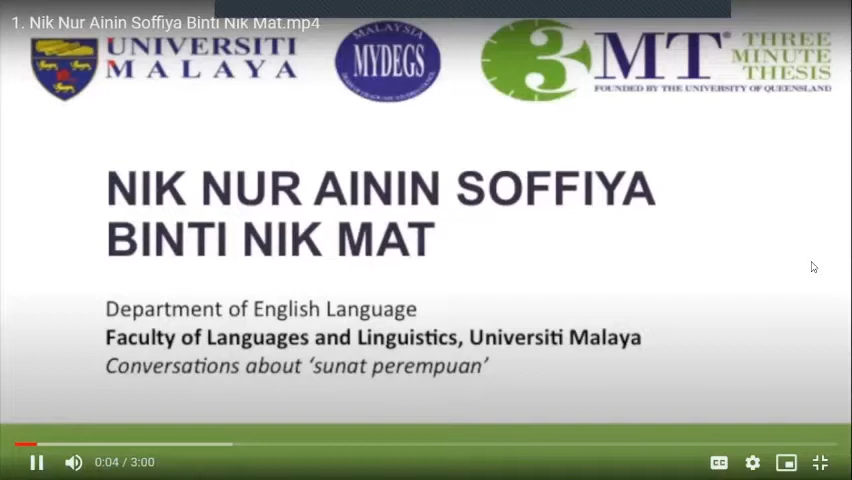 1. Nik Nur Ainin Soffiya Binti Nik Mat.mp4
UNIVERSITI
MALAYA
MALAYSIA
MYDEGS
3MT® THREE
MINUTE
THESIS
FOUNDED BY THE UNIVERSITY OF QUEENSLAND
NIK NUR AININ SOFFIYA
BINTI NIK MAT
Department of English Language
Faculty of Languages and Linguistics, Universiti Malaya
Conversations about ‘sunat perempuan’
0:04 / 3:00
CC